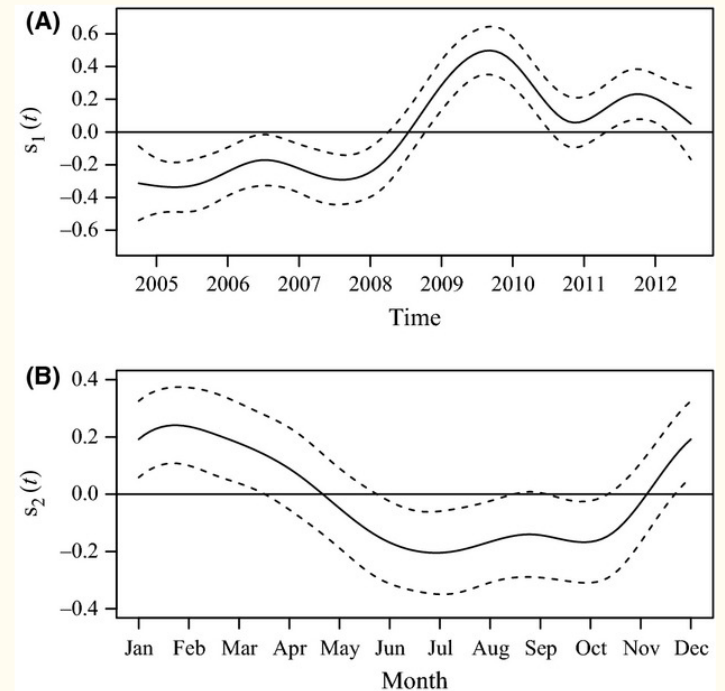 (A)
0.6
0.4
0.2
0.0
−0.2
−0.4
−0.6
s1(t)
2005 2006 2007 2008 2009 2010 2011 2012
Time
(B)
0.4
0.2
0.0
−0.2
−0.4
s2(t)
Jan Feb Mar Apr May Jun Jul Aug Sep Oct Nov Dec
Month